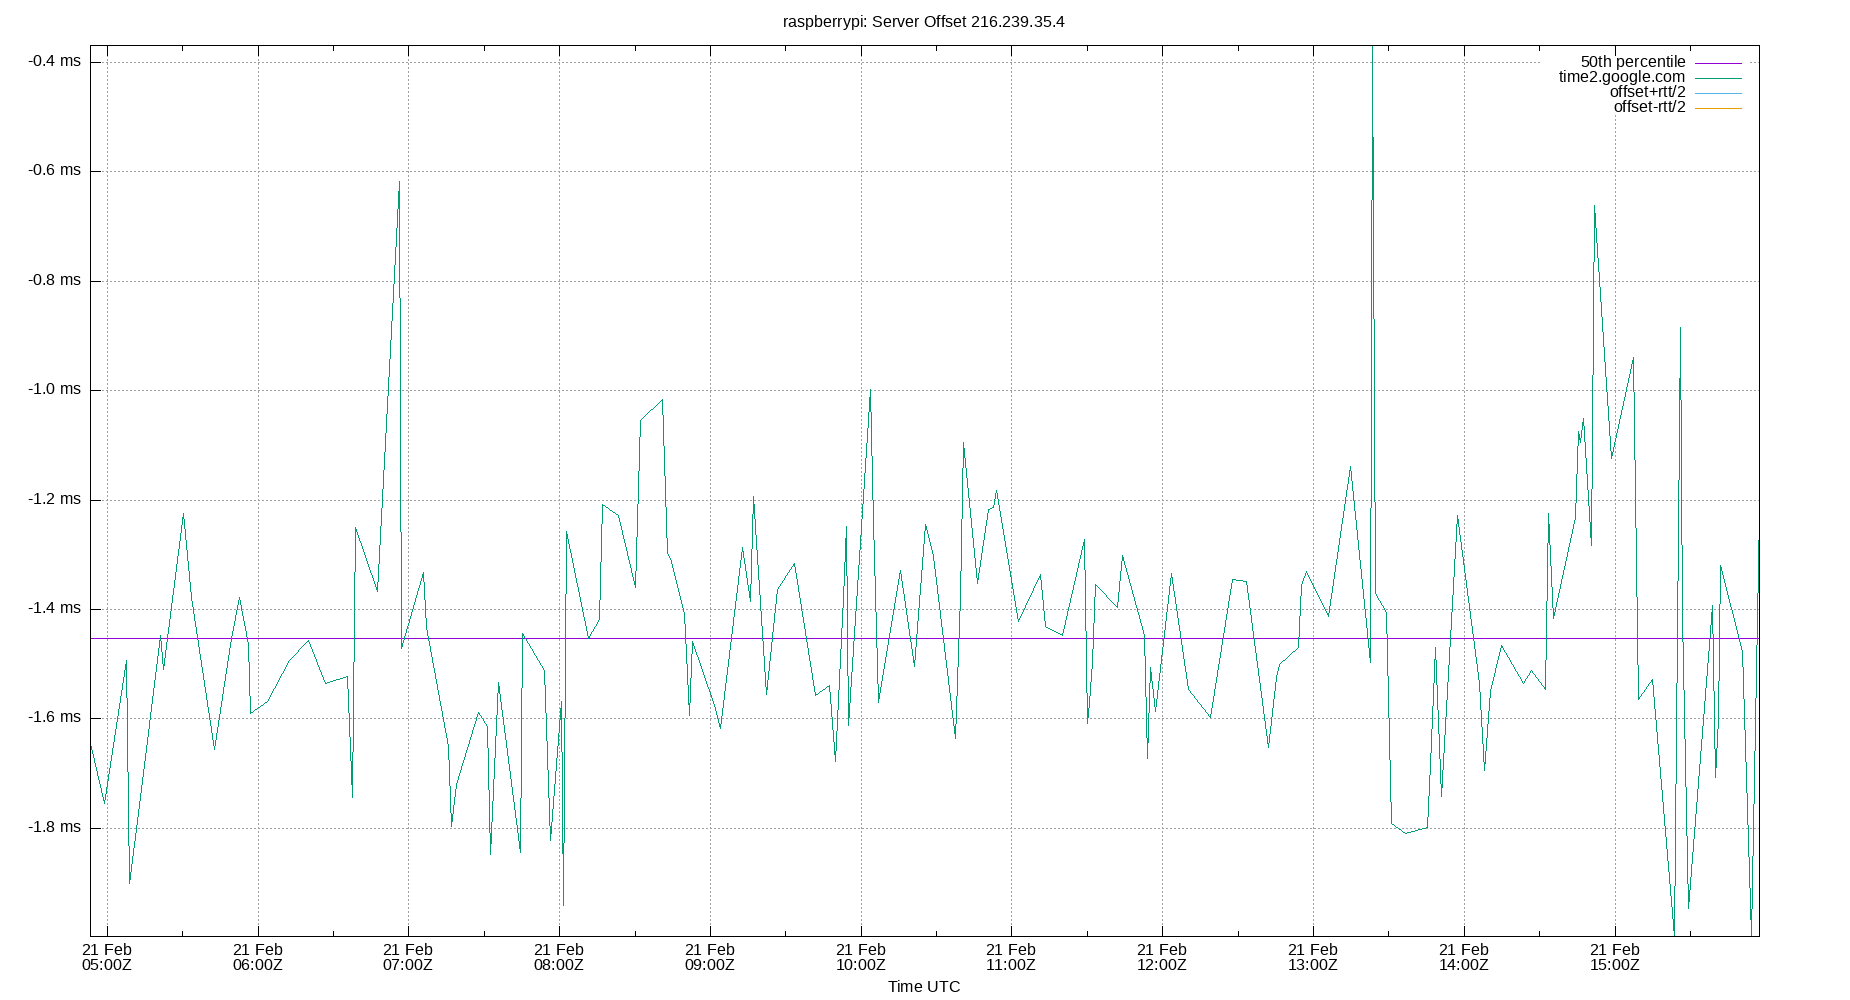 raspberrypi: Server Offset 216.239.35.4
-0.4 ms
-0.6 ms
-0.8 ms
-1.0 ms
-1.2 ms
-1.4 ms
-1.6 ms
-1.8 ms
50th percentile
time2.google.com
offset+rtt/2
offset-rtt/2
21 Feb 21 Feb 21 Feb 21 Feb 21 Feb 21 Feb 21 Feb 21 Feb 21 Feb 21 Feb 21 Feb
05:00Z 06:00Z 07:00Z 08:00Z 09:00Z 10:00Z 11:00Z 12:00Z 13:00Z 14:00Z 15:00Z
Time UTC